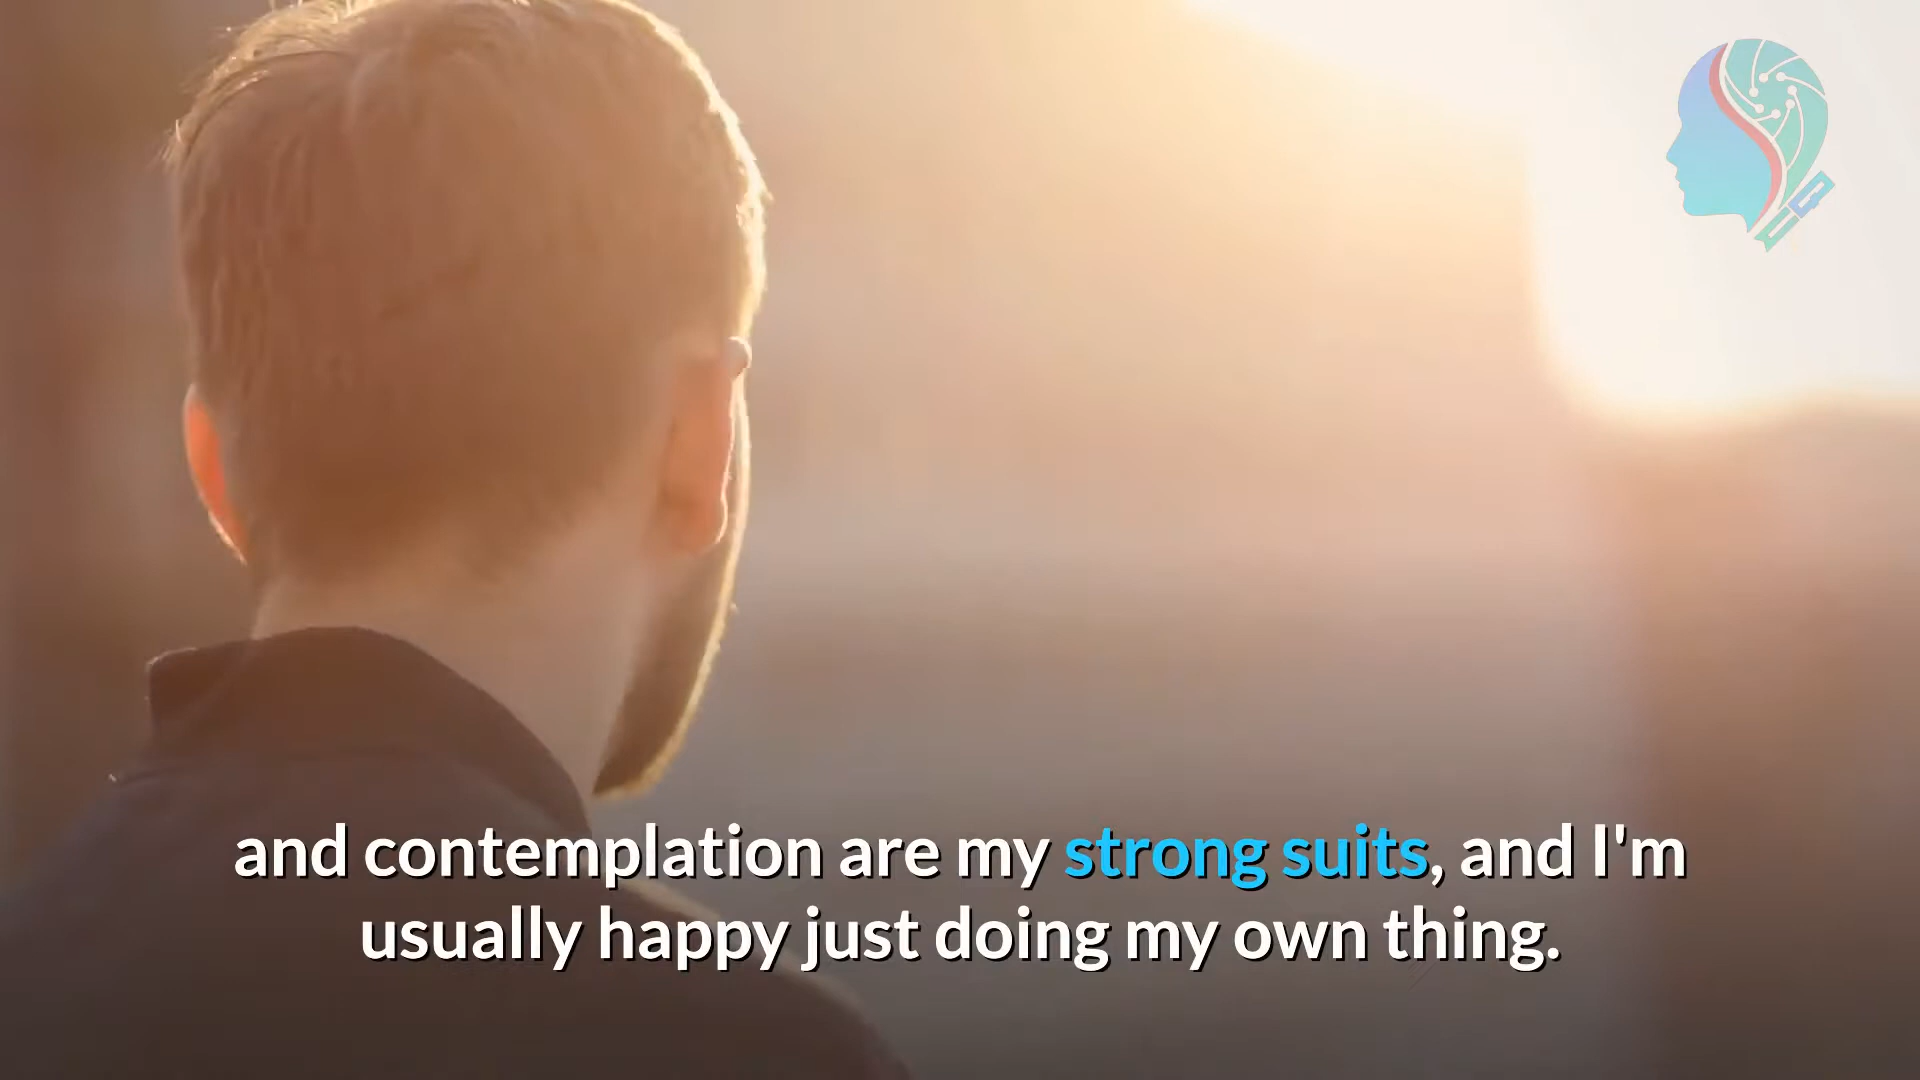 and contemplation are my strong suits, and I'm
usually happy just doing my own thing.